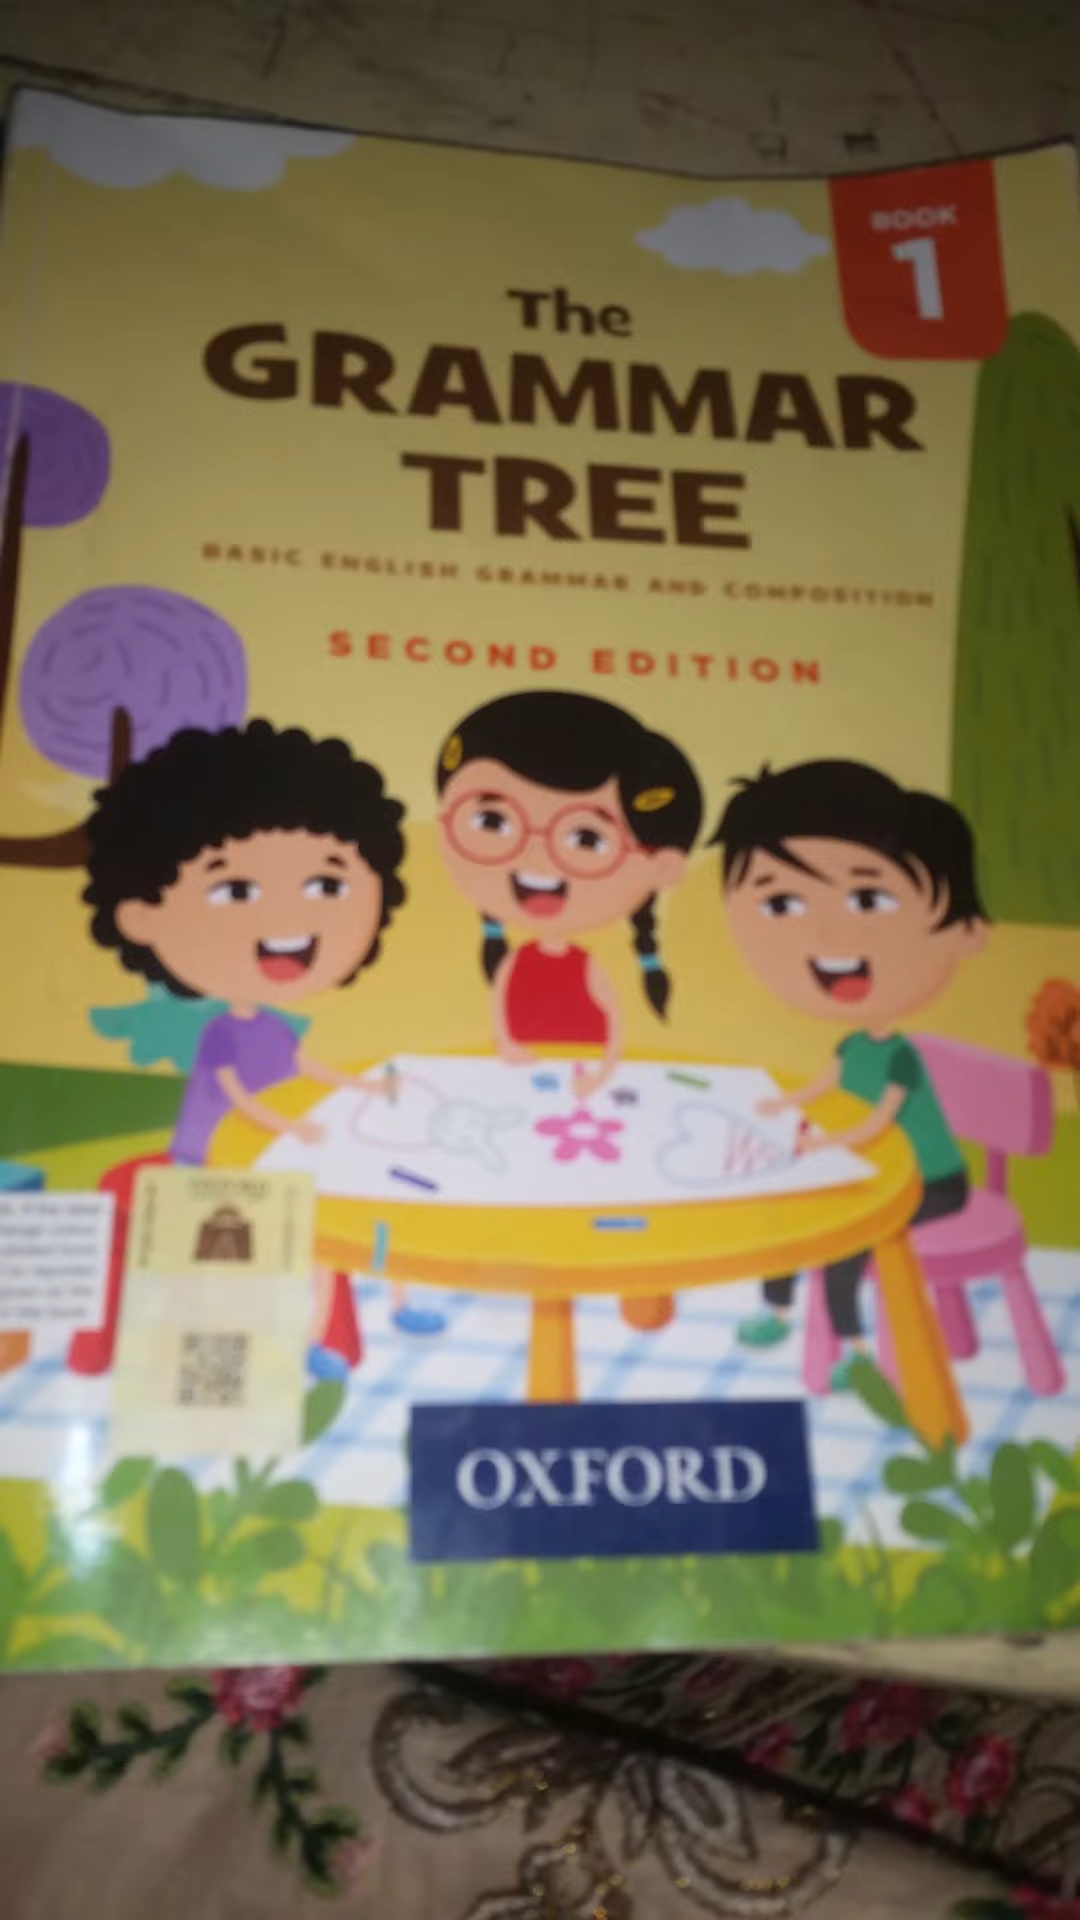 BOOK
1
The
GRAMMAR
TREE
BASIC ENGLISH GRAMMAR AND COMPOSITION
SECOND EDITION
OXFORD